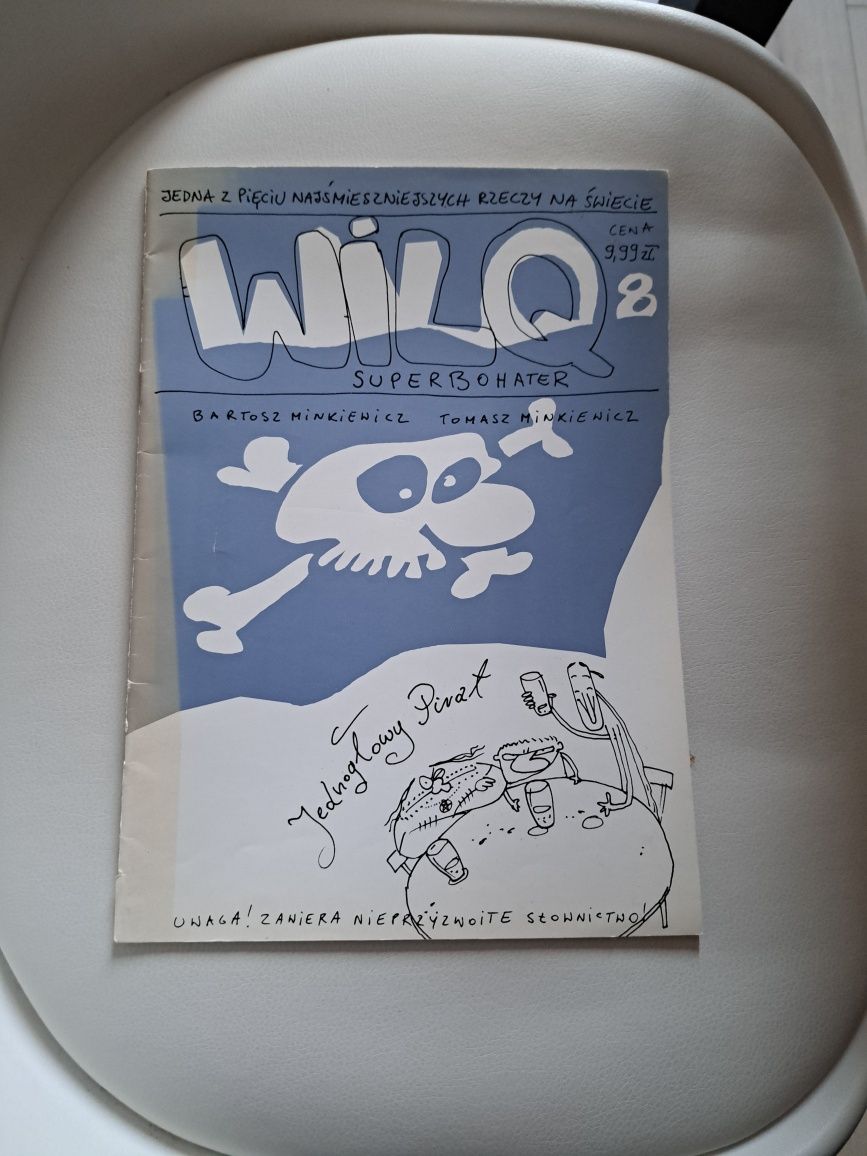 JEDNA Z PIĘCIU NAJŚMIESZNIEJSZYCH RZECZY NA ŚWIECIE
WILQ
CENA
9,99 ZŁ
8
SUPERBOHATER
BARTOSZ MINKIEWICZ TOMASZ MINKIEWICZ
Jednogłowy Pirat
UWAGA! ZAWIERA NIEPRZYZWOITE SŁOWNICTWO!